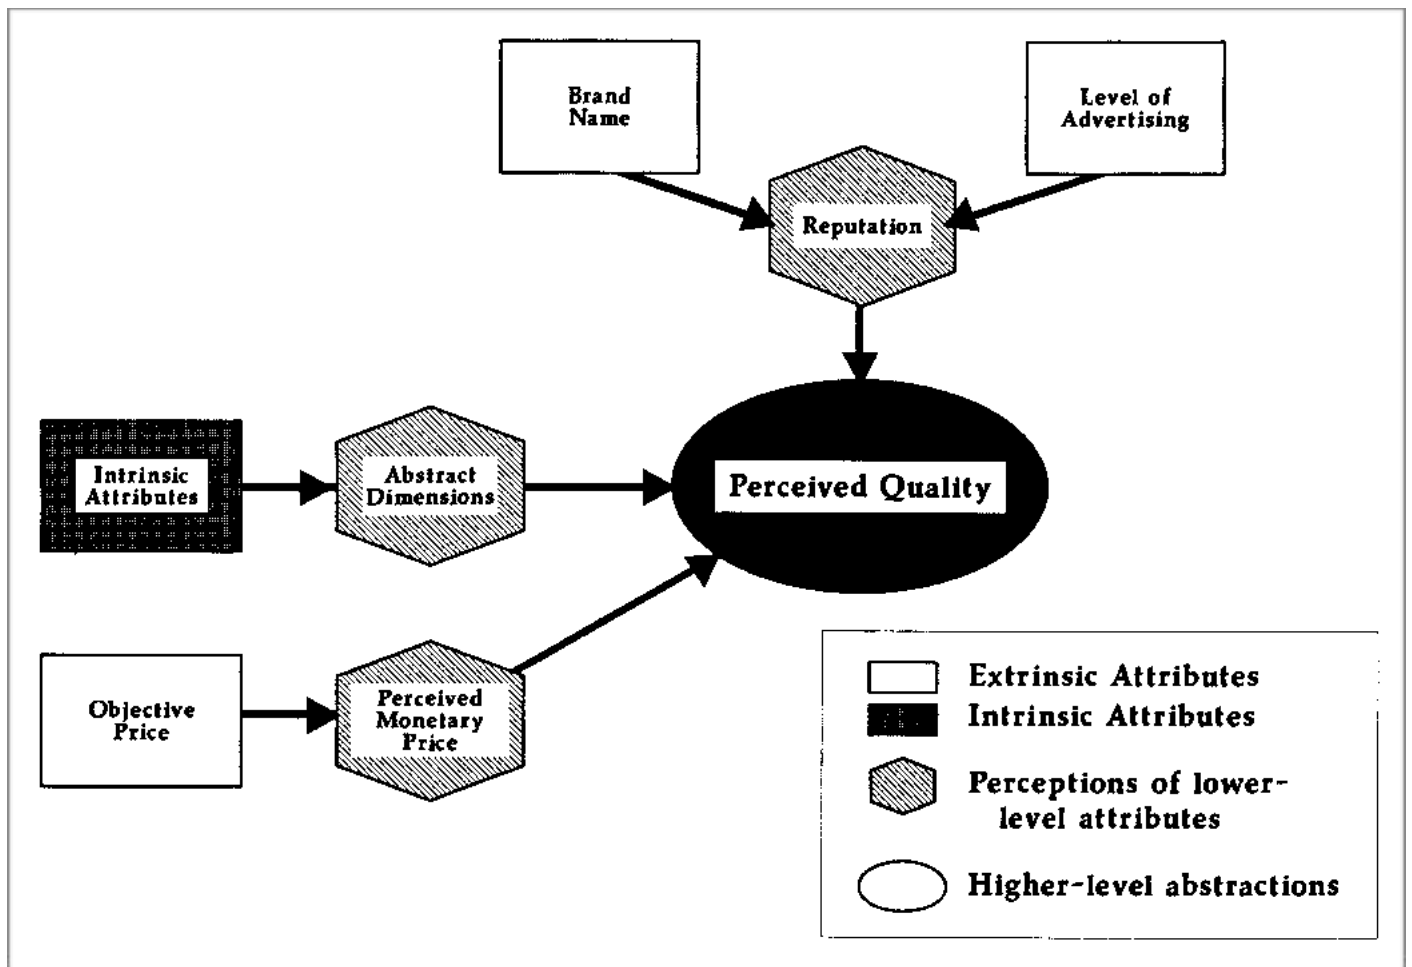 Brand
Name
Level of
Advertising
Reputation
Intrinsic
Attributes
Abstract
Dimensions
Perceived Quality
Objective
Price
Perceived
Monetary
Price
Extrinsic Attributes
Intrinsic Attributes
Perceptions of lower-
level attributes
Higher-level abstractions